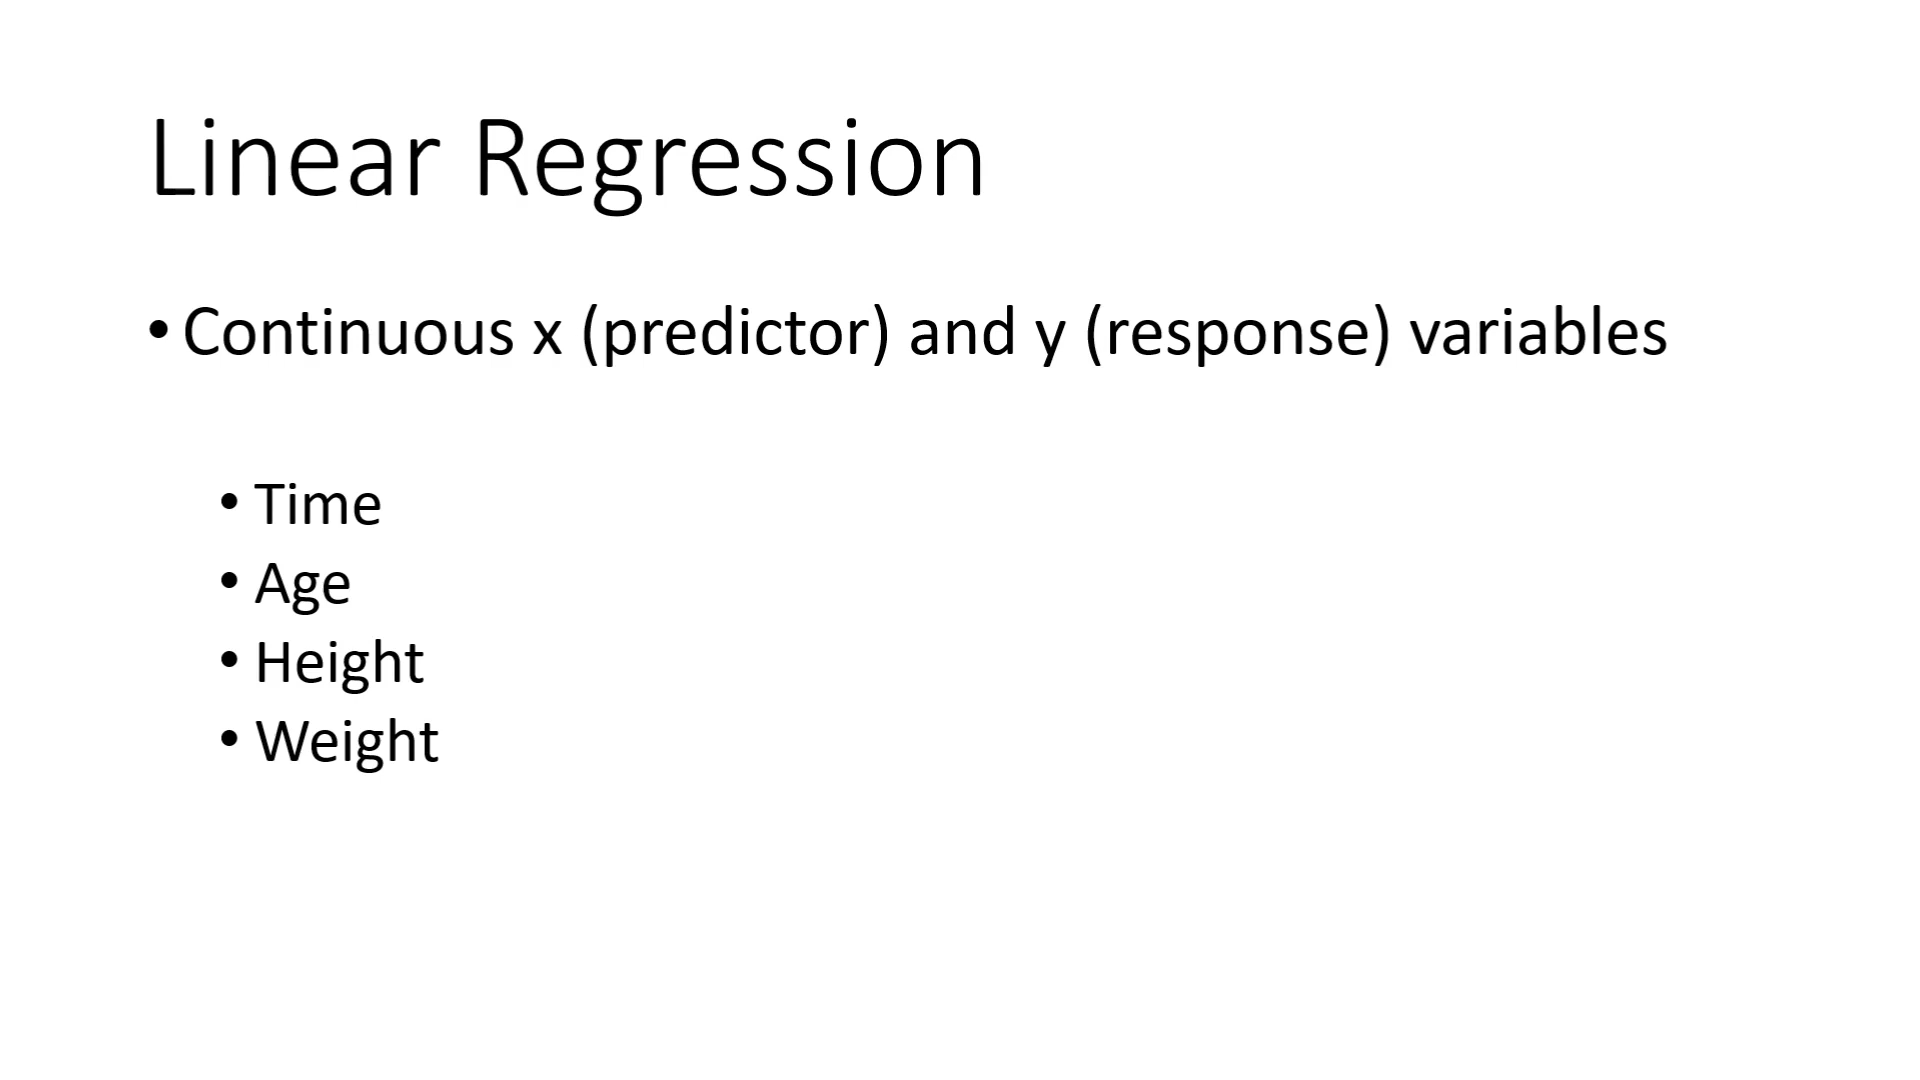 Linear Regression
• Continuous x (predictor) and y (response) variables
• Time
• Age
• Height
• Weight